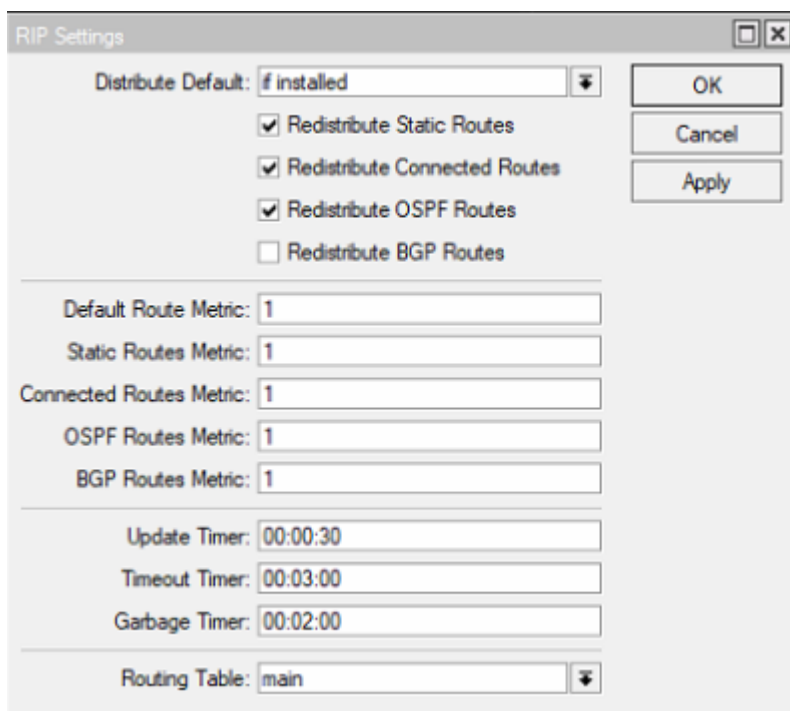 RIP Settings
Distribute Default: if installed
OK
Redistribute Static Routes
Cancel
Redistribute Connected Routes
Apply
Redistribute OSPF Routes
Redistribute BGP Routes
Default Route Metric: 1
Static Routes Metric: 1
Connected Routes Metric: 1
OSPF Routes Metric: 1
BGP Routes Metric: 1
Update Timer: 00:00:30
Timeout Timer: 00:03:00
Garbage Timer: 00:02:00
Routing Table: main